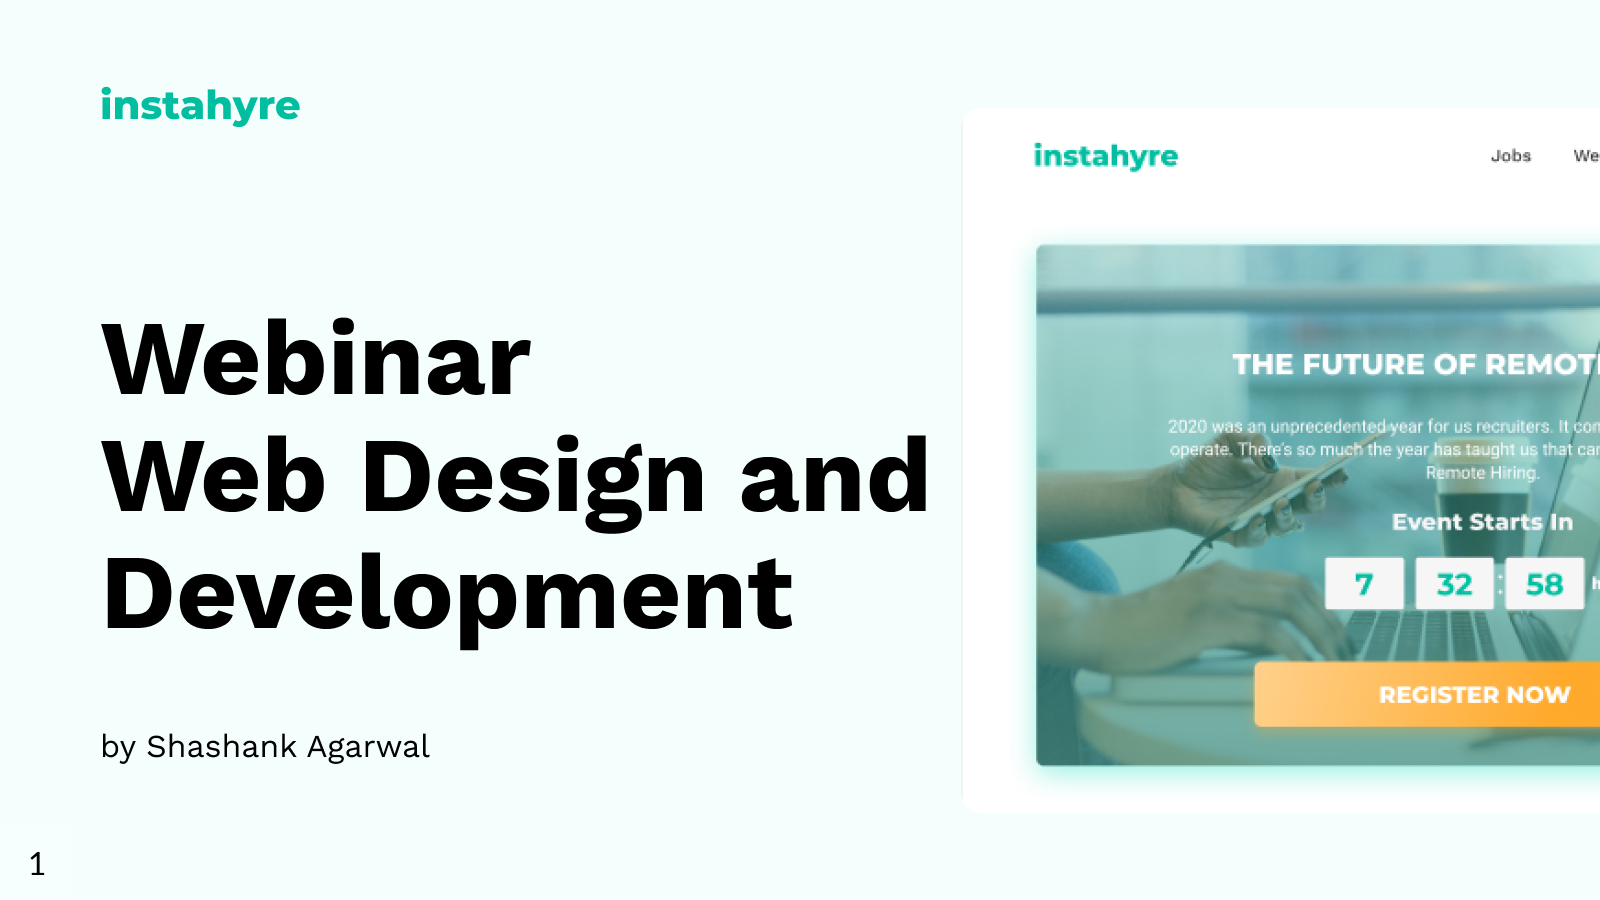 instahyre
Webinar
Web Design and
Development
by Shashank Agarwal
1
instahyre
Jobs
THE FUTURE OF
2020 was an unprecedented year for us recruiters. It
operate. There's so much the year has taught us that
Remote Hiring.
Event Starts In
7 32 : 58
REGISTER NOW